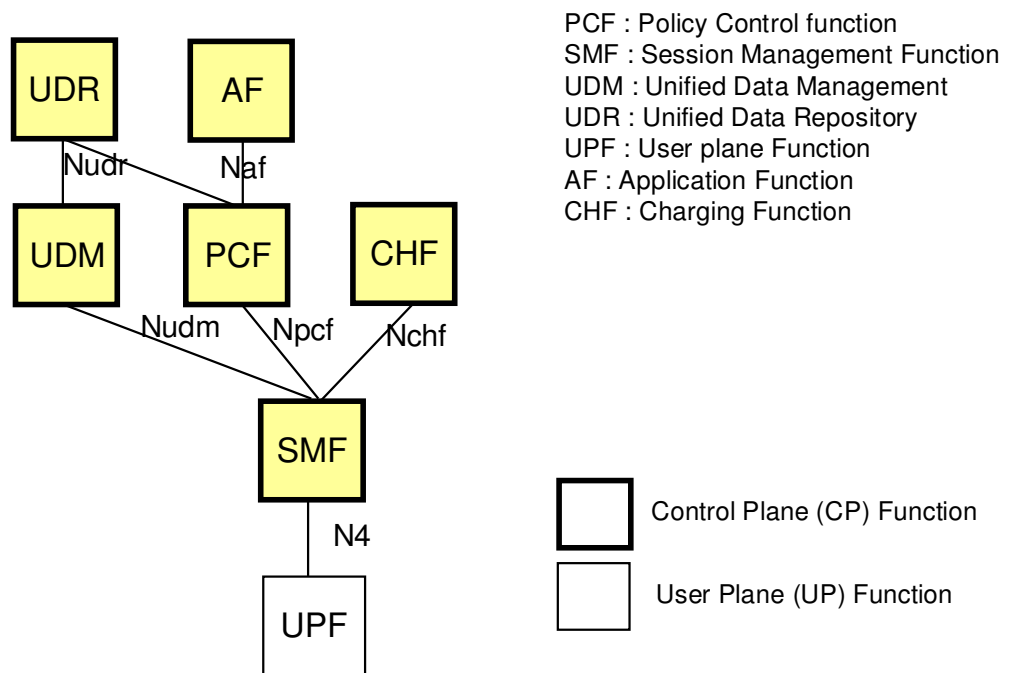 PCF : Policy Control function
SMF : Session Management Function
UDM : Unified Data Management
UDR : Unified Data Repository
UPF : User plane Function
AF : Application Function
CHF : Charging Function
UDR
AF
Nudr
Naf
UDM
PCF
CHF
Nudm
Npcf
Nchf
SMF
N4
UPF
Control Plane (CP) Function
User Plane (UP) Function